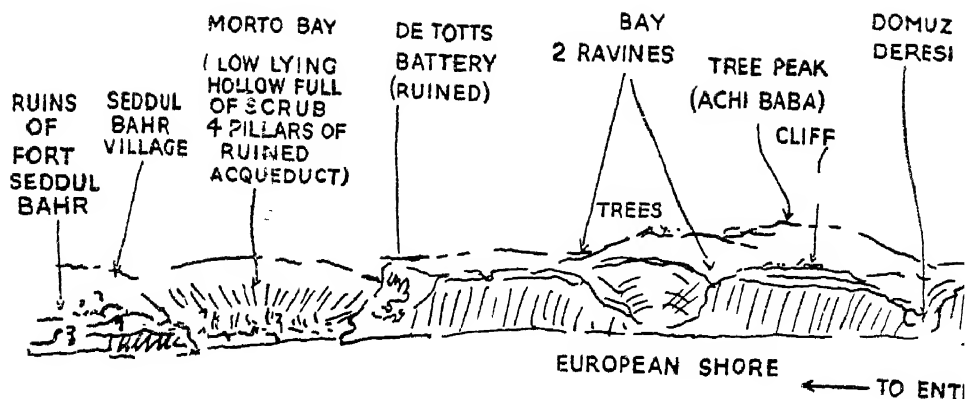 RUINS
OF
FORT
SEDDUL
BAHR
SEDDUL
BAHR
VILLAGE
MORTO BAY
( LOW LYING
HOLLOW FULL
OF SCRUB
4 PILLARS OF
RUINED
ACQUEDUCT)
DE TOTTS
BATTERY
(RUINED)
BAY
2 RAVINES
TREES
TREE PEAK
(ACHI BABA)
CLIFF
DOMUZ
DERESI
EUROPEAN SHORE
TO ENT